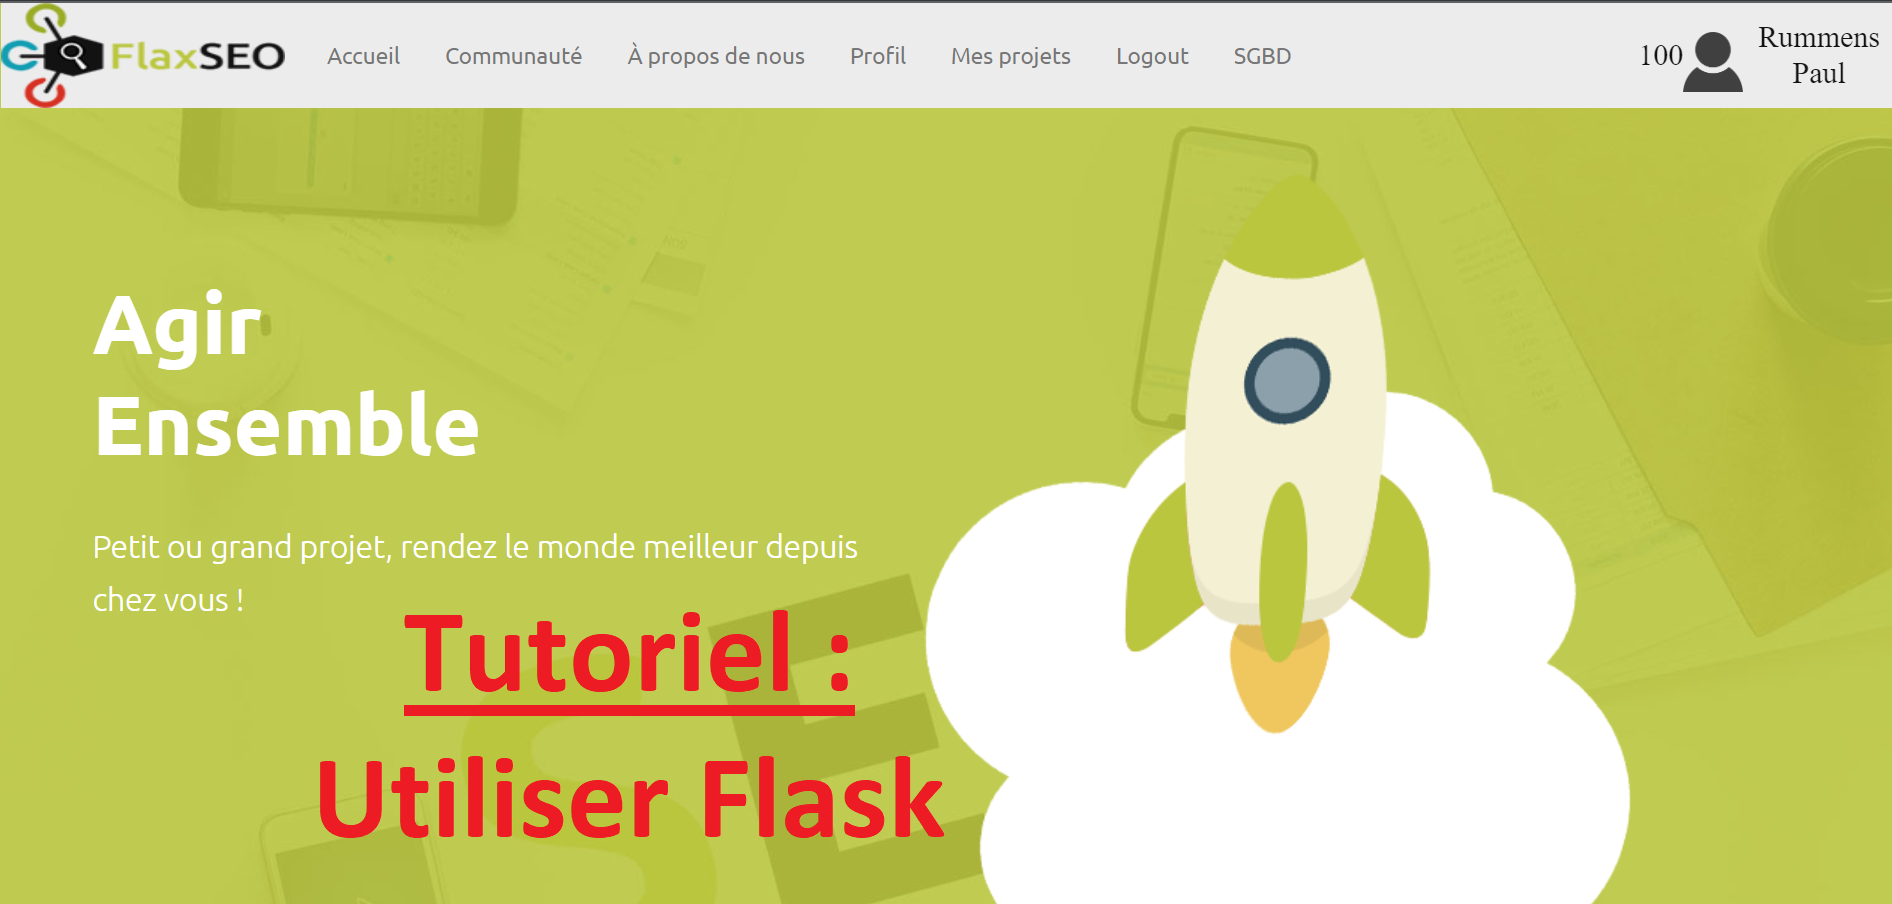 FlaxSEO
Accueil
Communauté
À propos de nous
Profil
Mes projets
Logout
SGBD
100
Rummens
Paul
Agir
Ensemble
Petit ou grand projet, rendez le monde meilleur depuis
chez vous !
Tutoriel :
Utiliser Flask
SE